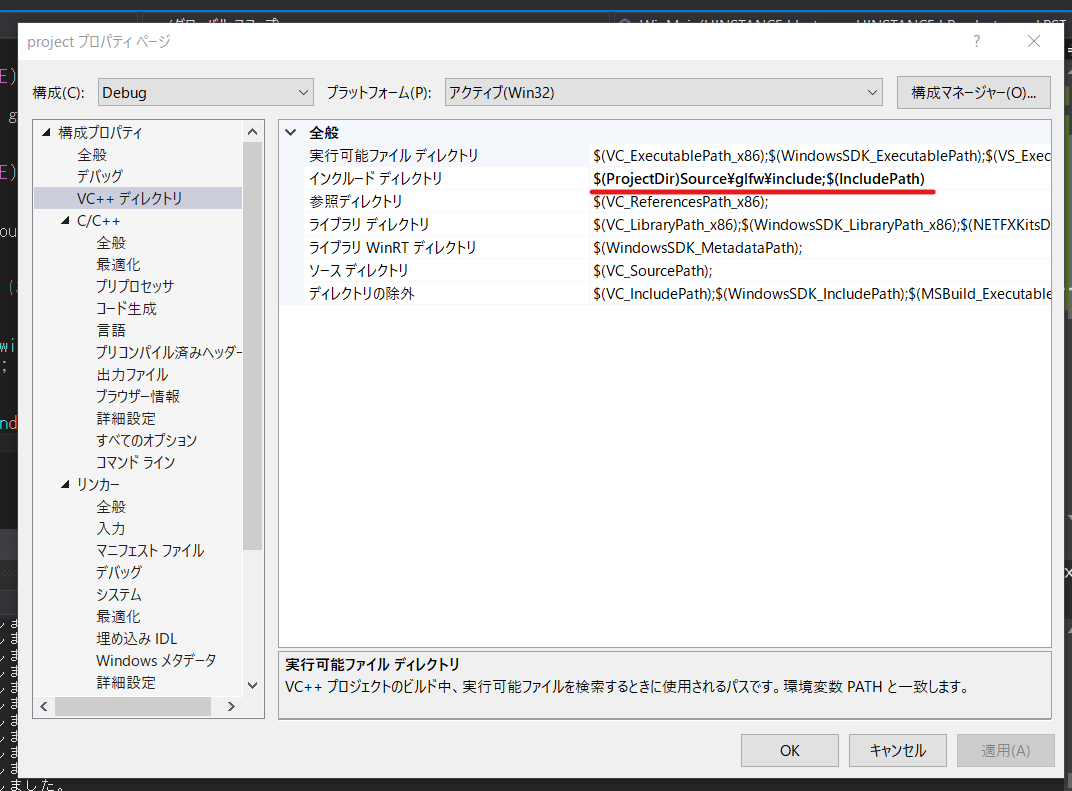 project プロパティ ページ
?
構成(C):
Debug
プラットフォーム(P):
アクティブ(Win32)
構成マネージャー(O)...
構成プロパティ
全般
デバッグ
VC++ ディレクトリ
C/C++
全般
最適化
プリプロセッサ
コード生成
言語
プリコンパイル済みヘッダー
出力ファイル
ブラウザー情報
詳細設定
すべてのオプション
コマンド ライン
リンカー
全般
入力
マニフェスト ファイル
デバッグ
システム
最適化
埋め込み IDL
Windows メタデータ
詳細設定
全般
実行可能ファイル ディレクトリ $(VC_ExecutablePath_x86);$(WindowsSDK_ExecutablePath);$(VS_Exec
インクルード ディレクトリ $(ProjectDir)Source¥glfw¥include;$(IncludePath)
参照ディレクトリ $(VC_ReferencesPath_x86);
ライブラリ ディレクトリ $(VC_LibraryPath_x86);$(WindowsSDK_LibraryPath_x86);$(NETFXKitsD
ライブラリ WinRT ディレクトリ $(WindowsSDK_MetadataPath);
ソース ディレクトリ $(VC_SourcePath);
ディレクトリの除外 $(VC_IncludePath);$(WindowsSDK_IncludePath);$(MSBuild_Executable
実行可能ファイル ディレクトリ
VC++ プロジェクトのビルド中、実行可能ファイルを検索するときに使用されるパスです。環境変数 PATH と一致します。
OK
キャンセル
適用(A)
しました。